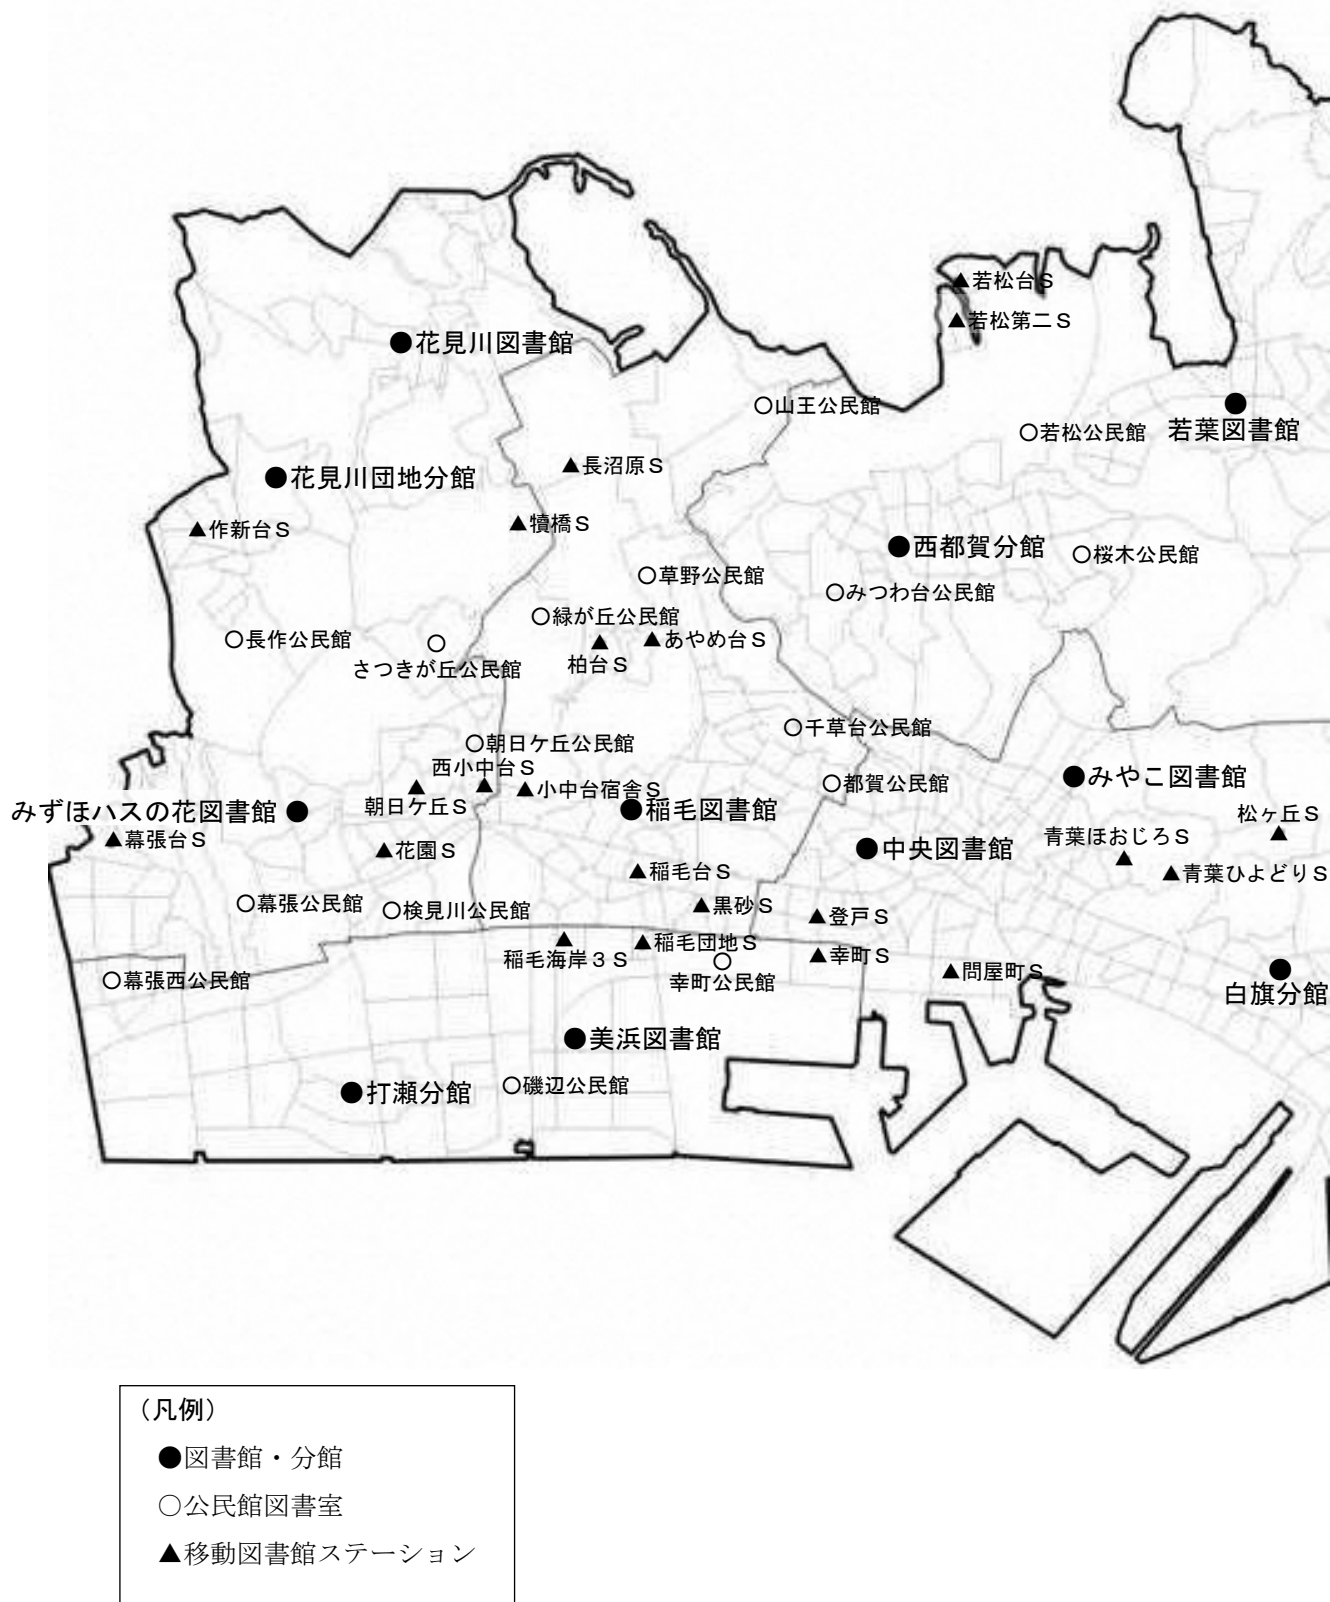 ▲若松台Ｓ
▲若松第二Ｓ
●花見川図書館
○山王公民館
○若松公民館
●
若葉図書館
▲長沼原Ｓ
●花見川団地分館
▲作新台Ｓ
▲犢橋Ｓ
●西都賀分館
○桜木公民館
○草野公民館
○みつわ台公民館
○緑が丘公民館
○長作公民館
○
さつきが丘公民館
▲
柏台Ｓ
▲あやめ台Ｓ
○千草台公民館
○朝日ケ丘公民館
西小中台Ｓ
▲
▲
朝日ケ丘Ｓ
▲小中台宿舎Ｓ
○都賀公民館
●みやこ図書館
みずほハスの花図書館●
●稲毛図書館
松ヶ丘Ｓ
▲
▲幕張台Ｓ
▲花園Ｓ
●中央図書館
青葉ほおじろＳ
▲
▲稲毛台Ｓ
▲青葉ひよどりＳ
○幕張公民館
○検見川公民館
▲黒砂Ｓ
▲登戸Ｓ
▲
稲毛海岸３Ｓ
▲稲毛団地Ｓ
○
幸町公民館
▲幸町Ｓ
▲問屋町Ｓ
●
白旗分館
○幕張西公民館
●美浜図書館
●打瀬分館
○磯辺公民館
（凡例）
●図書館・分館
○公民館図書室
▲移動図書館ステーション